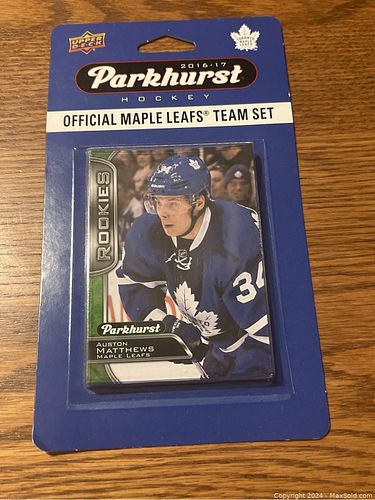 UPPER
DECK
2016-17
Parkhurst
HOCKEY
OFFICIAL MAPLE LEAFS® TEAM SET
ROOKIES
34
Parkhurst
AUSTON
MATTHEWS
MAPLE LEAFS
Copyright 2024 - MaxSold.com